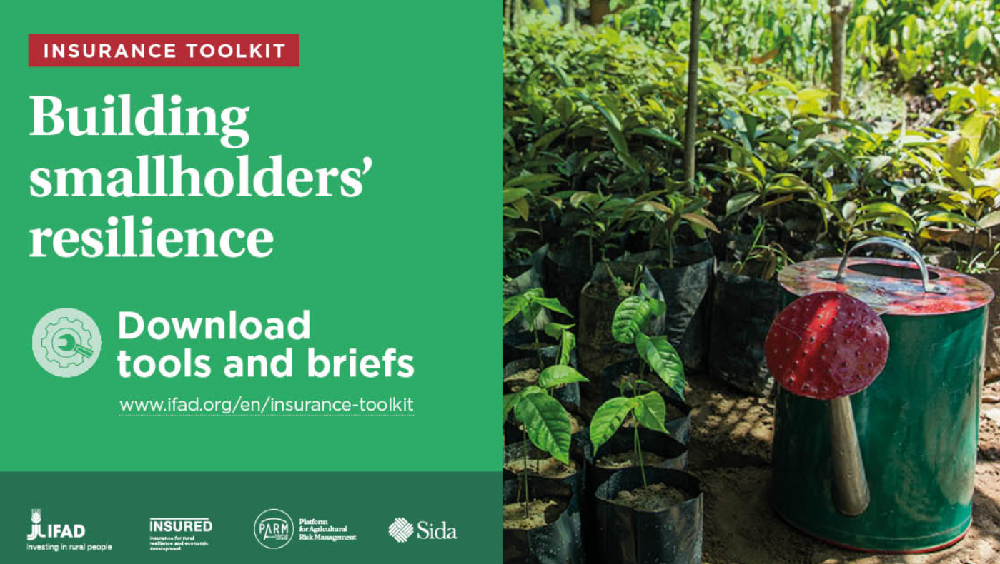 INSURANCE TOOLKIT
Building
smallholders’
resilience
Download
tools and briefs
www.ifad.org/en/insurance-toolkit
IFAD
Investing in rural people
INSURED
Insurance for rural
resilience and economic
development
PARM
Platform
for Agricultural
Risk Management
Sida